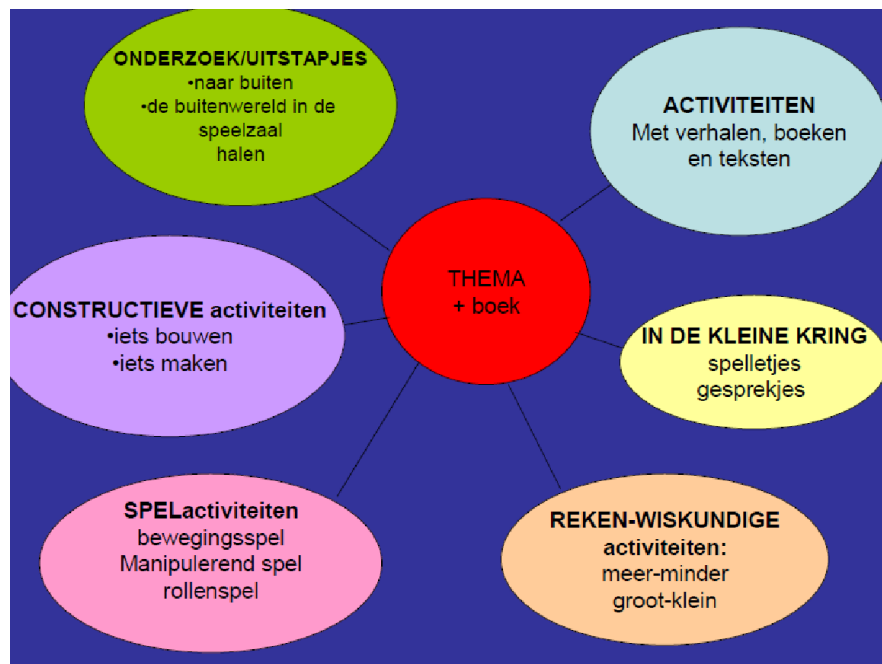 ONDERZOEK/UITSTAPJES
•naar buiten
•de buitenwereld in de
speelzaal
halen
ACTIVITEITEN
Met verhalen, boeken
en teksten
THEMA
+ boek
CONSTRUCTIEVE activiteiten
•iets bouwen
•iets maken
IN DE KLEINE KRING
spelletjes
gesprekjes
SPELactiviteiten
bewegingsspel
Manipulerend spel
rollenspel
REKEN-WISKUNDIGE
activiteiten:
meer-minder
groot-klein